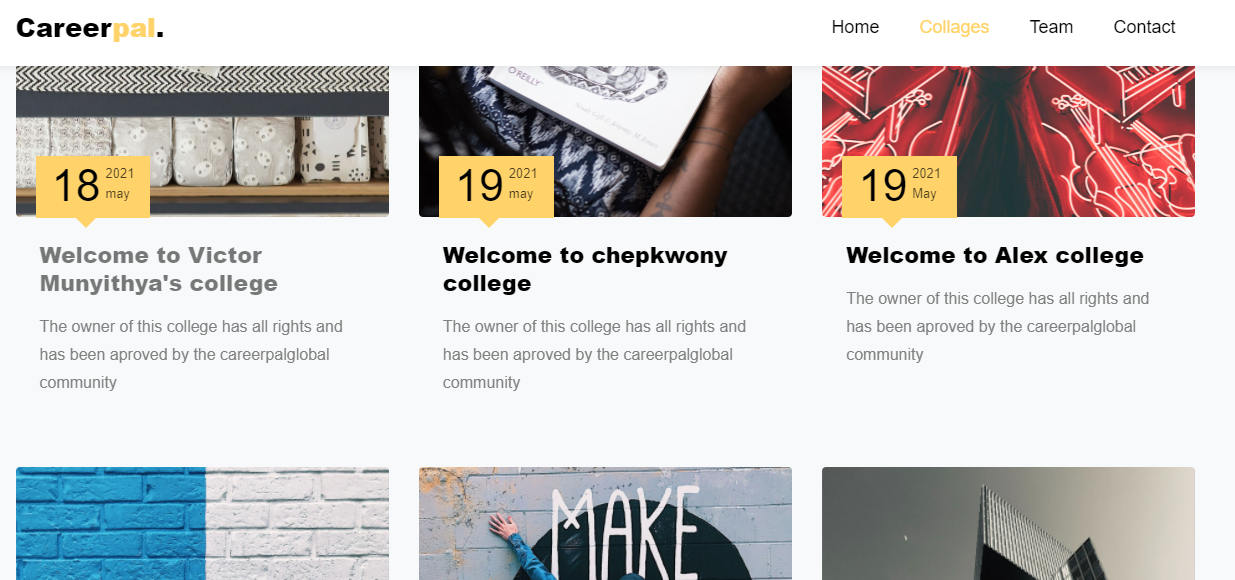 Careerpal.
Home Collages Team Contact
O'REILLY
18 2021 may
19 2021 may
19 2021 May
Welcome to Victor
Munyithya's college
The owner of this college has all rights and
has been aproved by the careerpalglobal
community
Welcome to chepkwony
college
The owner of this college has all rights and
has been aproved by the careerpalglobal
community
Welcome to Alex college
The owner of this college has all rights and
has been aproved by the careerpalglobal
community
MAKE